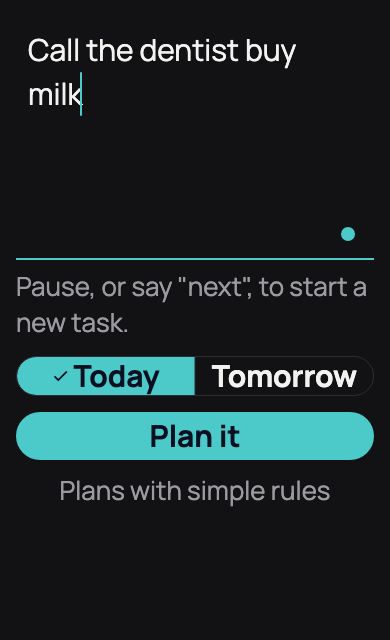 Call the dentist buy
milk
Pause, or say "next", to start a
new task.
Today
Tomorrow
Plan it
Plans with simple rules